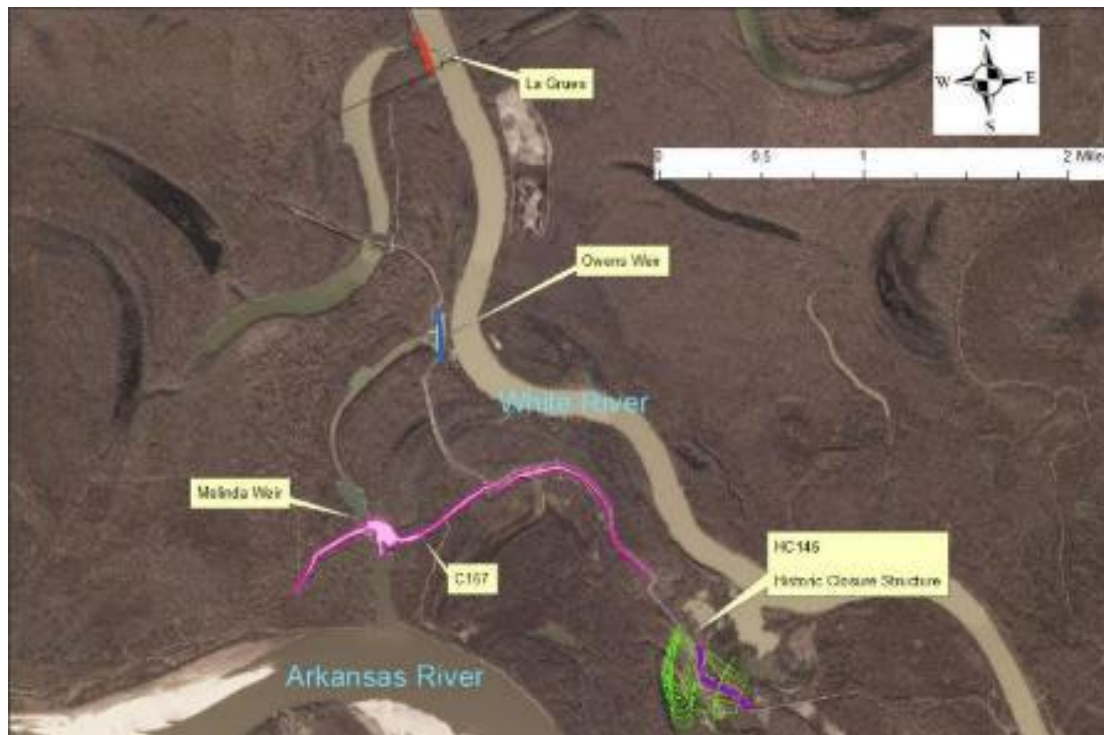 N
W E
S
La Grues
0 0.5 1 2 Miles
Owens Weir
White River
Melinda Weir
HC145
Historic Closure Structure
C157
Arkansas River